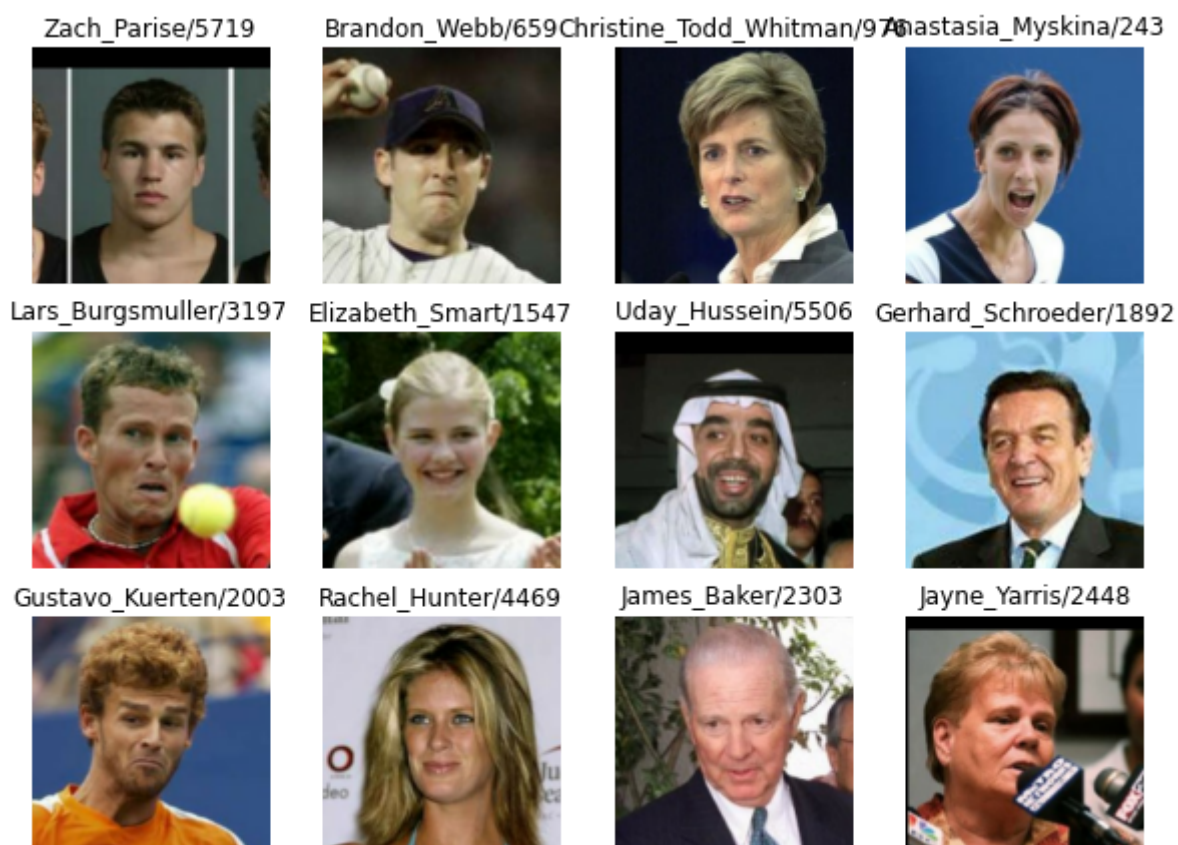 Zach_Parise/5719 Brandon_Webb/659 Christine_Todd_Whitman/976 Anastasia_Myskina/243
Lars_Burgsmuller/3197 Elizabeth_Smart/1547 Uday_Hussein/5506 Gerhard_Schroeder/1892
Gustavo_Kuerten/2003 Rachel_Hunter/4469 James_Baker/2303 Jayne_Yarris/2448
A
deo